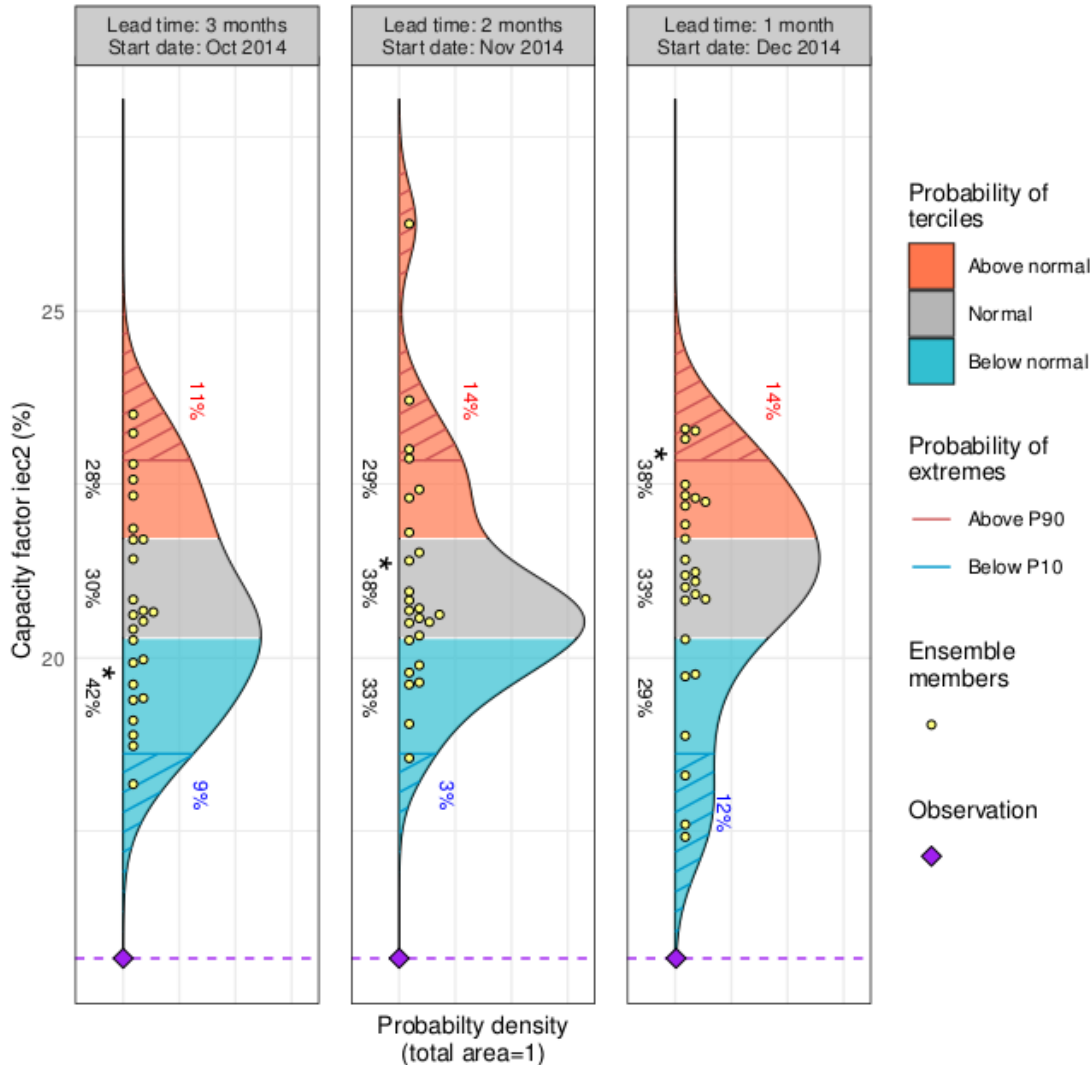 Lead time: 3 months
Start date: Oct 2014
Lead time: 2 months
Start date: Nov 2014
Lead time: 1 month
Start date: Dec 2014
Capacity factor iec2 (%)
25
20
11%
28%
30%
*
42%
9%
14%
29%
*
38%
33%
3%
14%
*
38%
33%
29%
12%
Probabilty density
(total area=1)
Probability of
terciles
Above normal
Normal
Below normal
Probability of
extremes
Above P90
Below P10
Ensemble
members
Observation